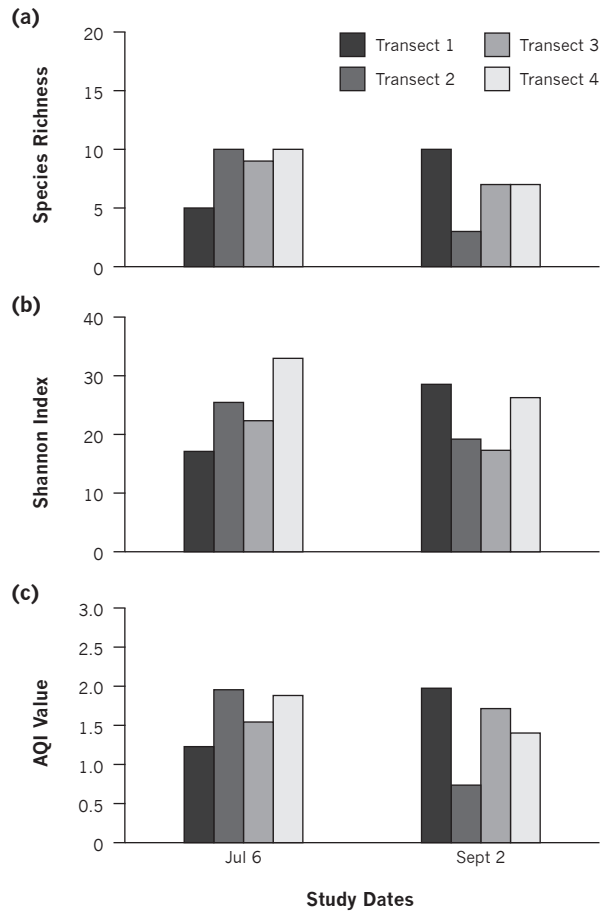 (a)
Species Richness
20
15
10
5
0
Transect 1
Transect 3
Transect 2
Transect 4
(b)
Shannon Index
40
30
20
10
0
(c)
AQI Value
3.0
2.5
2.0
1.5
1.0
0.5
0
Jul 6
Sept 2
Study Dates